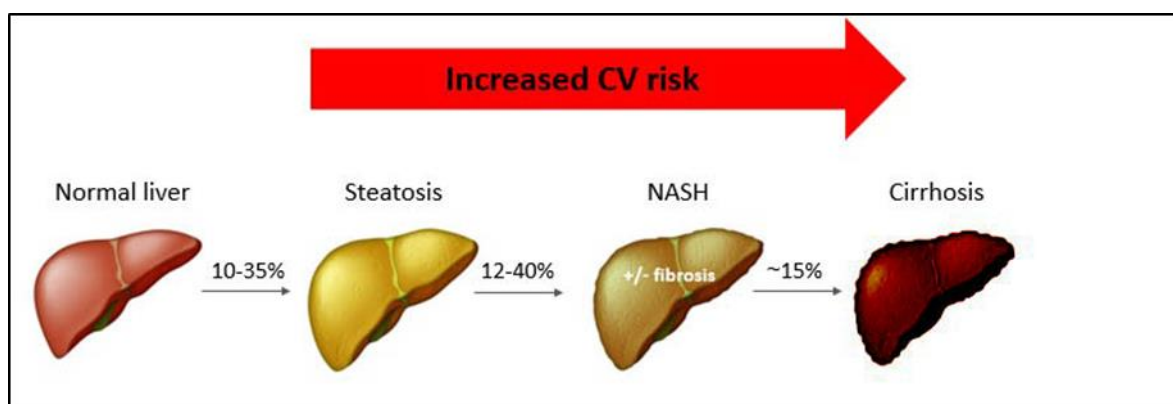 Increased CV risk
Normal liver
Steatosis
NASH
Cirrhosis
10-35%
12-40%
+/- fibrosis
~15%